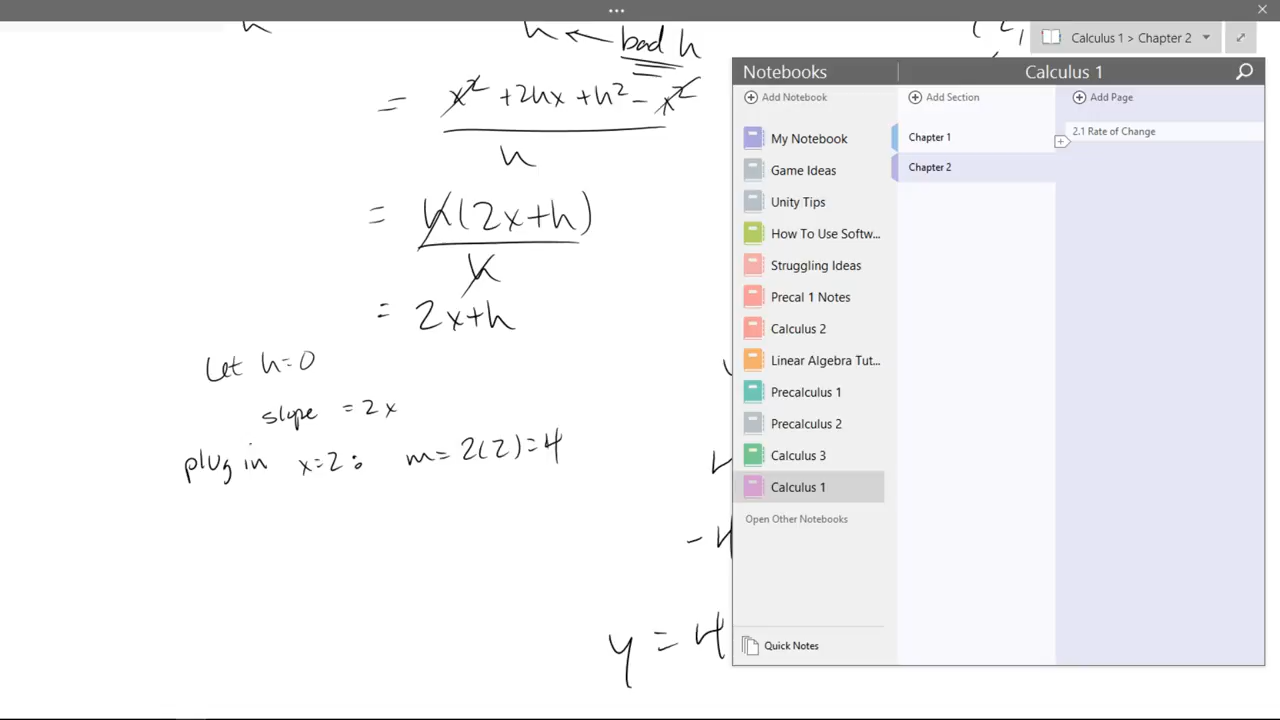 h
h ← bad h
(2,
= x² + 2hx + h² - x²
h
= h(2x+h)
h
= 2x+h
Let h=0
slope = 2x
plug in x=2: m = 2(2) = 4
- 4
y = 4
Calculus 1 > Chapter 2
Notebooks
Calculus 1
Add Notebook
Add Section
Add Page
My Notebook
Game Ideas
Unity Tips
How To Use Softw...
Struggling Ideas
Precal 1 Notes
Calculus 2
Linear Algebra Tut...
Precalculus 1
Precalculus 2
Calculus 3
Calculus 1
Open Other Notebooks
Quick Notes
Chapter 1
Chapter 2
2.1 Rate of Change